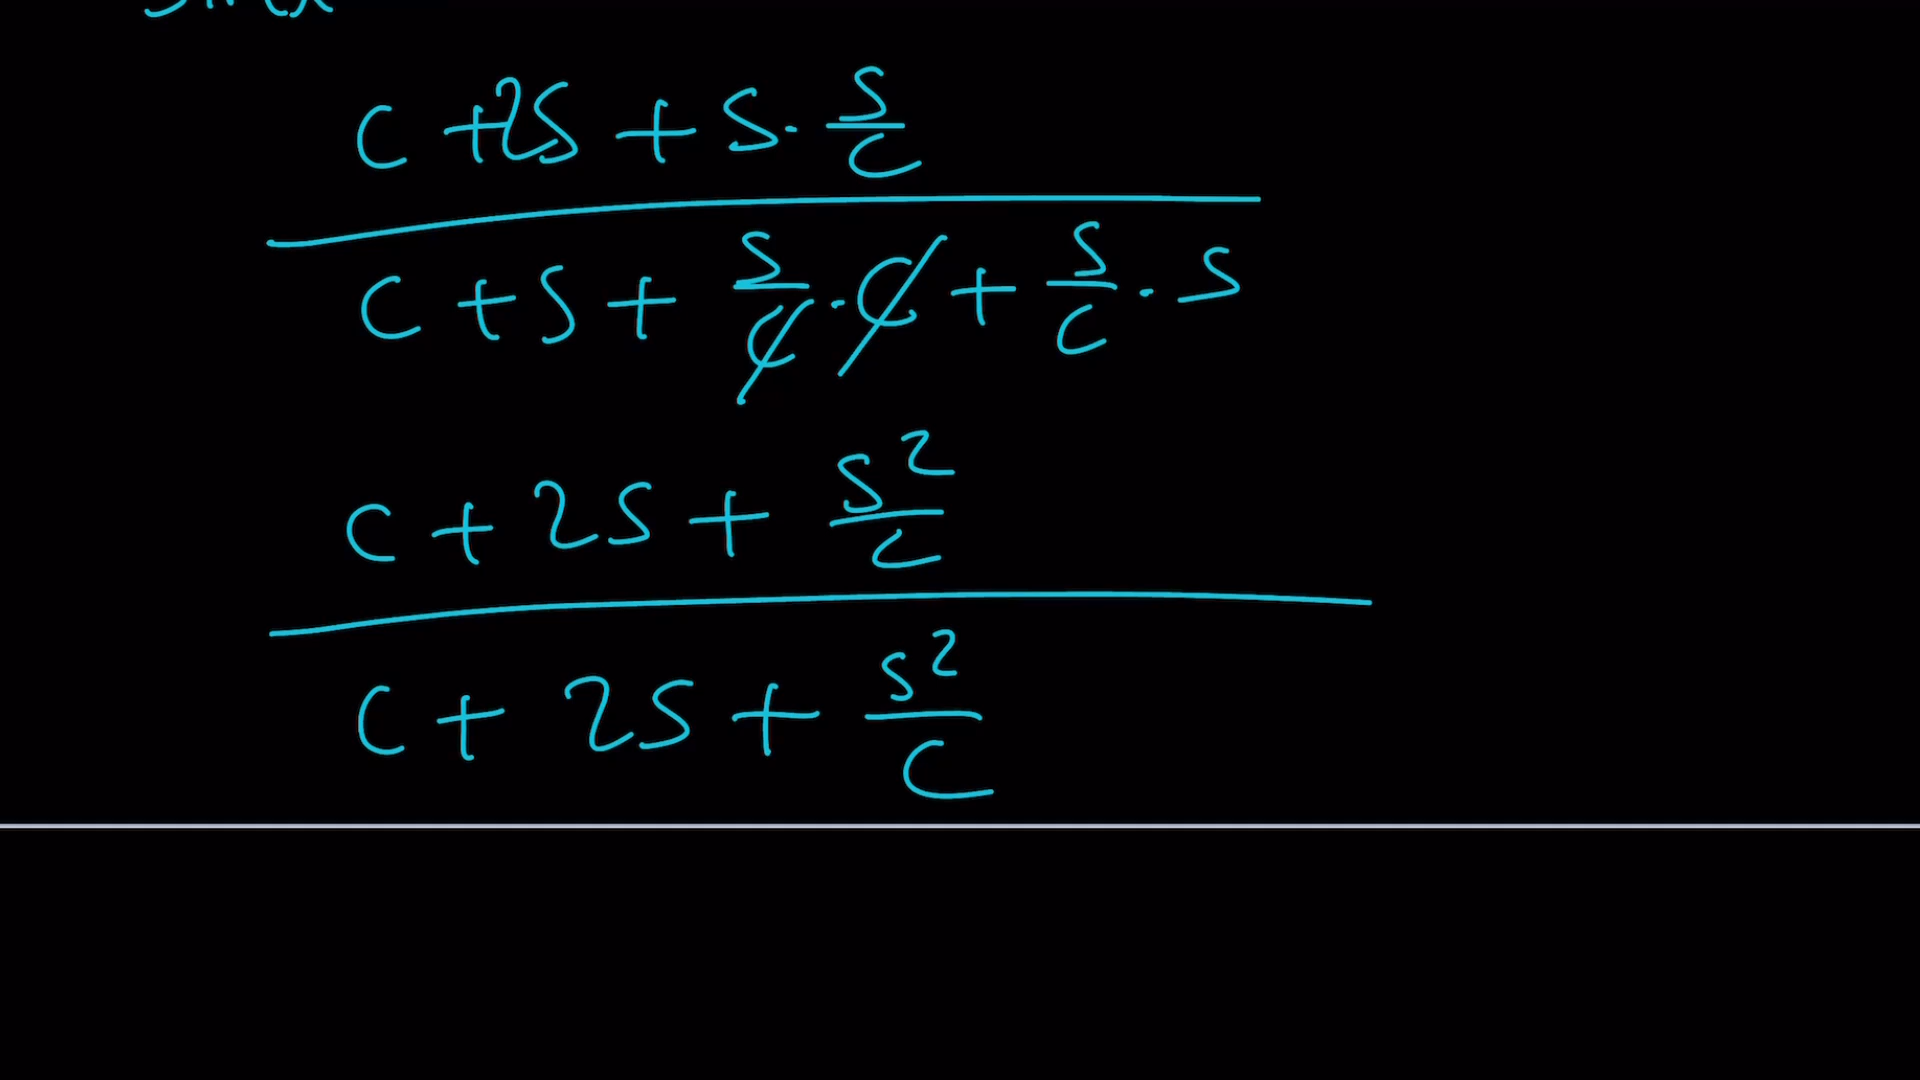 C + 2S + S · S/C
C + S + S/C · C + S/C · S
C + 2S + S²/C
C + 2S + S²/C